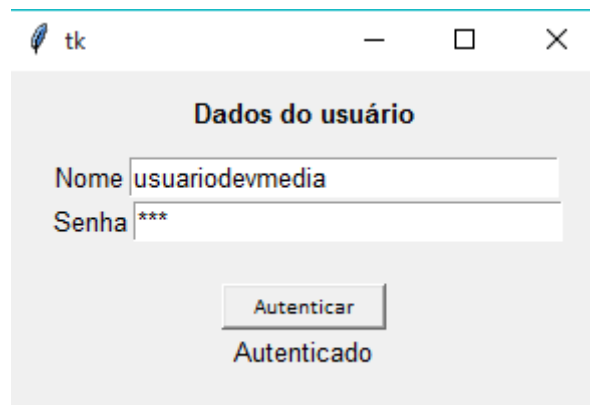 tk
Dados do usuário
Nome usuariodevmedia
Senha ***
Autenticar
Autenticado